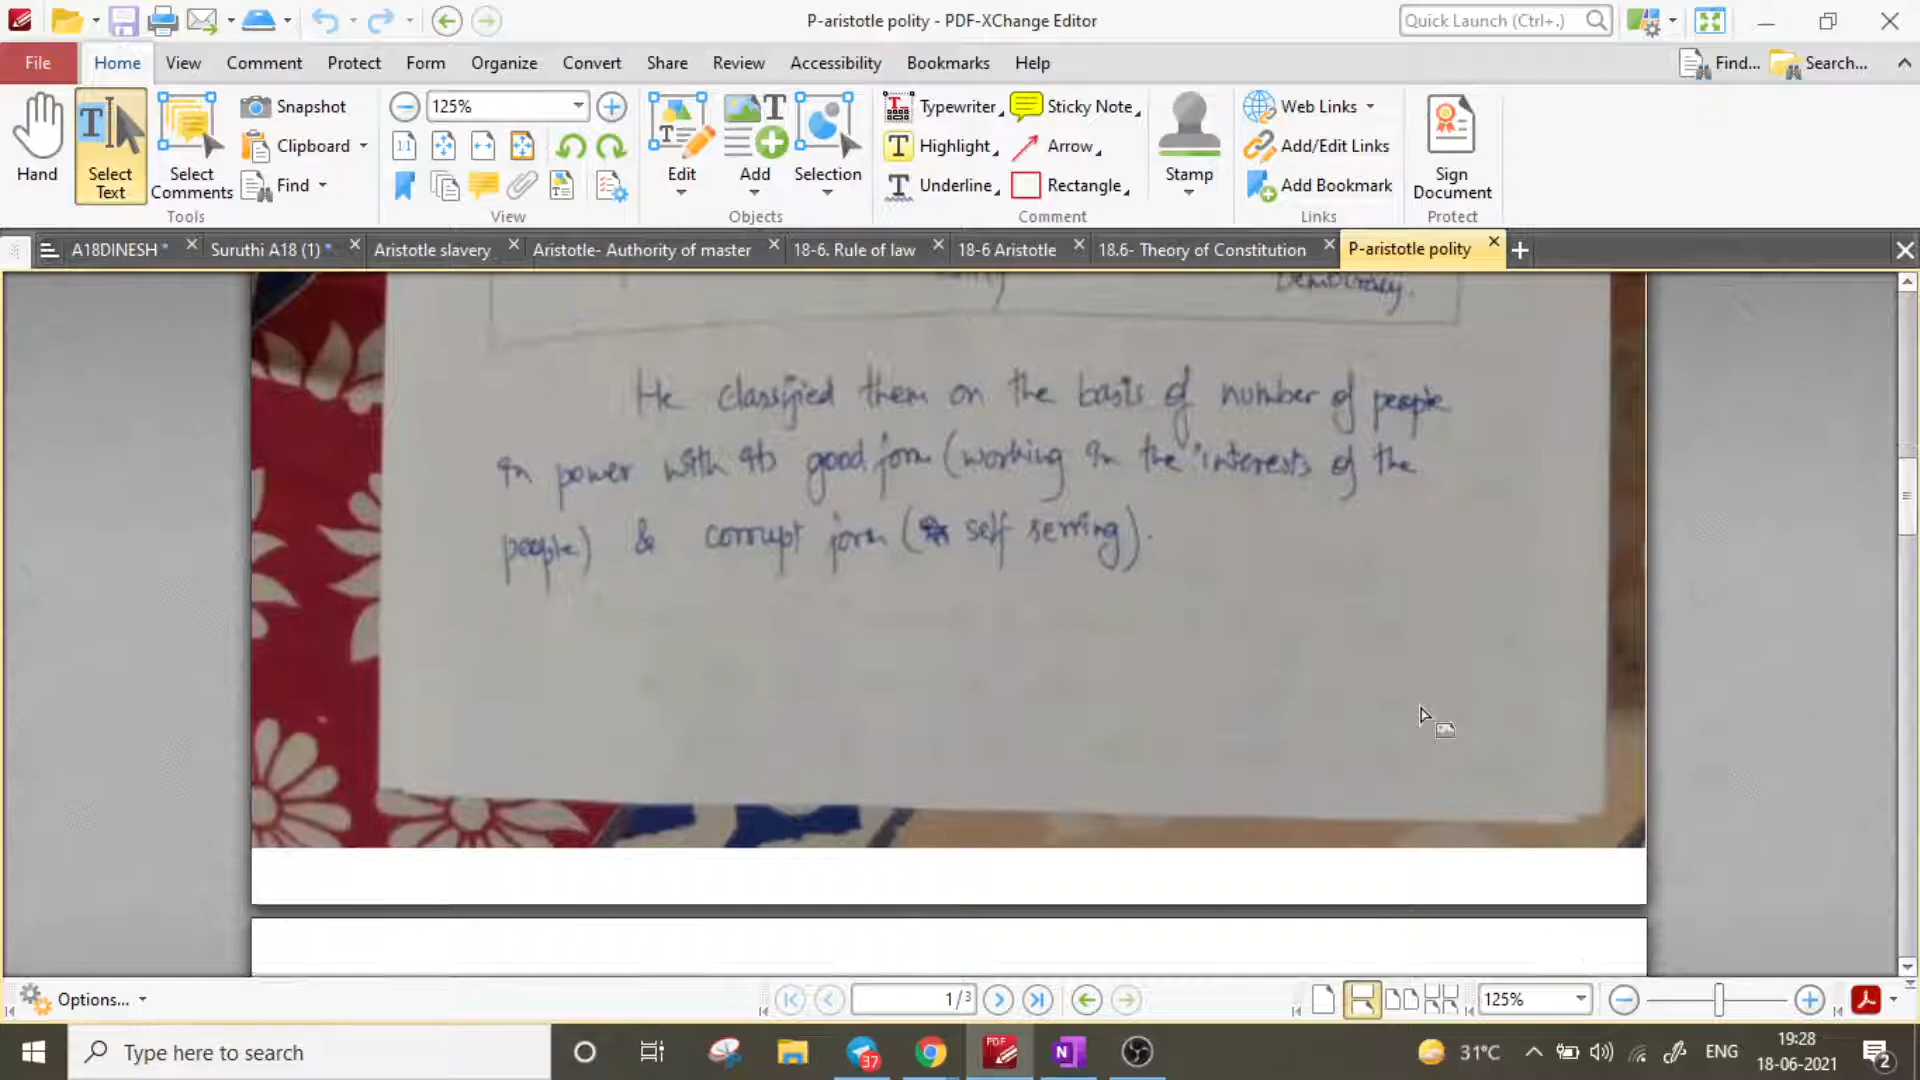 P-aristotle polity - PDF-XChange Editor
Quick Launch (Ctrl+.)
File Home View Comment Protect Form Organize Convert Share Review Accessibility Bookmarks Help Find... Search...
Hand
Select Text
Select Comments
Snapshot
Clipboard
Find
Tools
125%
View
Edit
Add
Selection
Objects
Typewriter Sticky Note
Highlight Arrow
Underline Rectangle
Stamp
Comment
Web Links
Add/Edit Links
Add Bookmark
Links
Sign Document
Protect
A18DINESH * Suruthi A18 (1) * Aristotle slavery Aristotle- Authority of master 18-6. Rule of law 18-6 Aristotle 18.6- Theory of Constitution P-aristotle polity
Democracy.
He classified them on the basis of number of people
in power with its good form (working in the interests of the
people) & corrupt form ( self serving).
Options... 1/3 125%
Type here to search 37 31°C ENG 19:28
18-06-2021 2